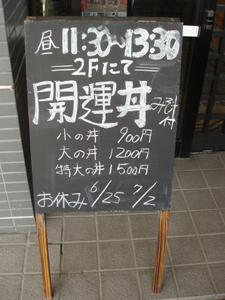 昼 11:30～13:30
2Fにて
開運丼 み汁付
小の丼 900円
大の丼 1200円
特大の丼 1500円
お休み 6/25 7/2